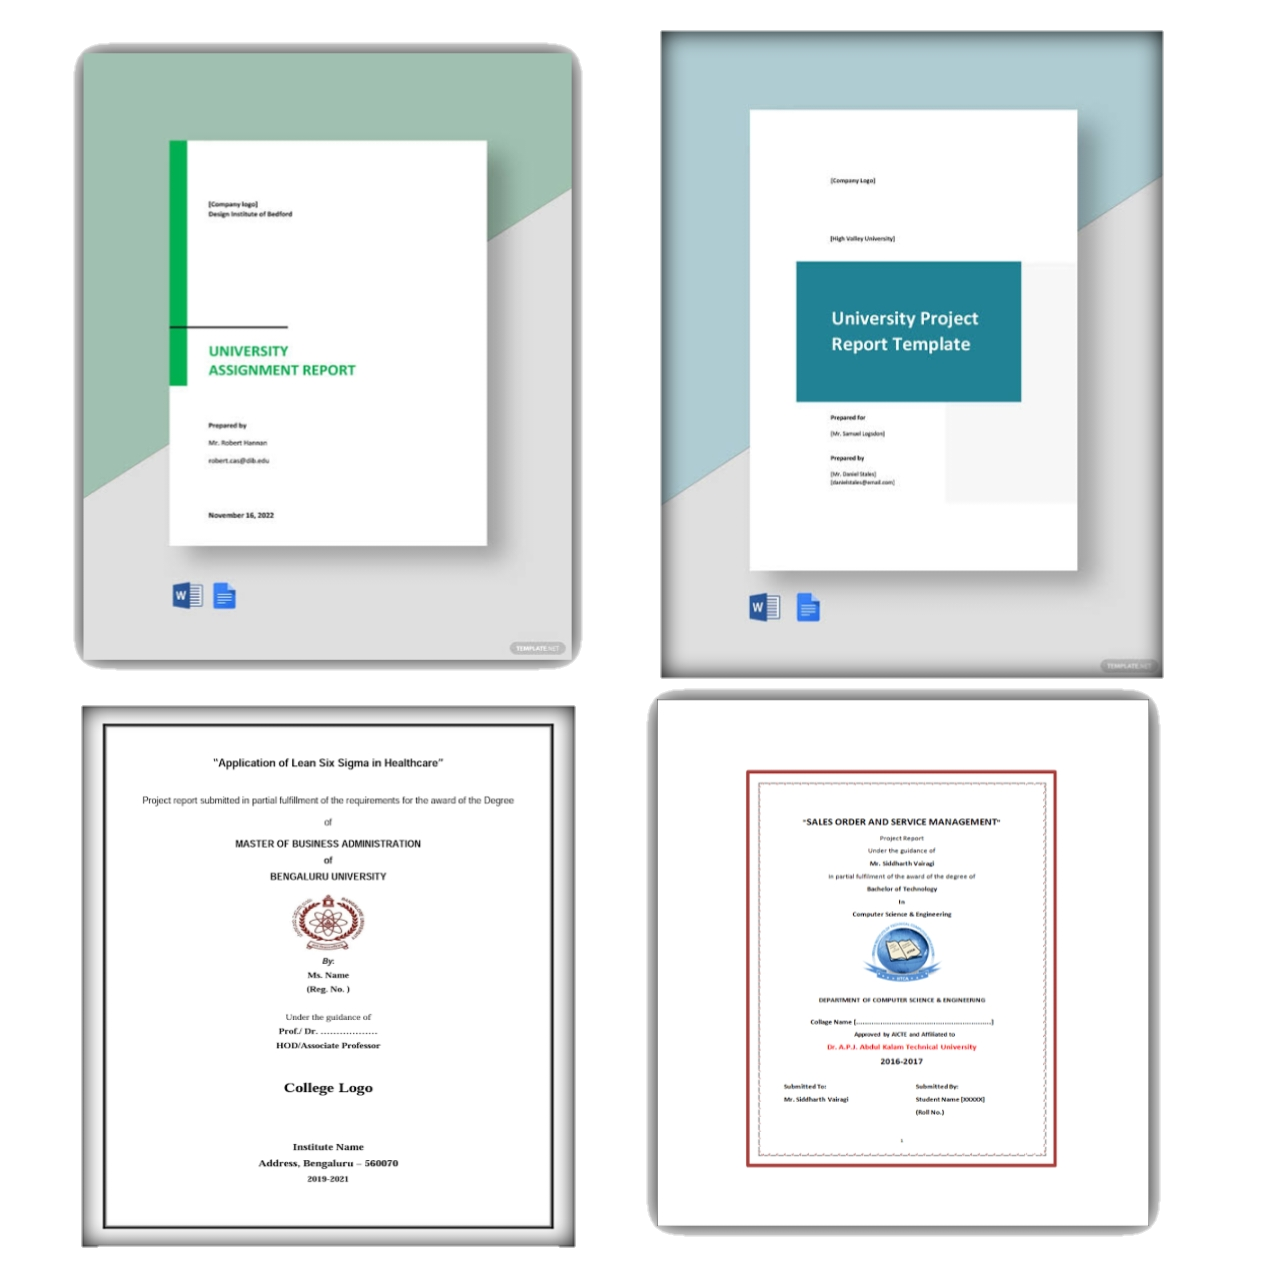 [Company logo]
Design Institute of Bedford
UNIVERSITY
ASSIGNMENT REPORT
Prepared by
Mr. Robert Hannan
robert.cas@dib.edu
November 16, 2022
W
TEMPLATE.NET
[Company Logo]
[High Valley University]
University Project
Report Template
Prepared for
[Mr. Samuel Logsdon]
Prepared by
[Mr. Daniel Stales]
[danielstales@email.com]
W
TEMPLATE.NET
"Application of Lean Six Sigma in Healthcare"
Project report submitted in partial fulfillment of the requirements for the award of the Degree
of
MASTER OF BUSINESS ADMINISTRATION
of
BENGALURU UNIVERSITY
By:
Ms. Name
(Reg. No. )
Under the guidance of
Prof./ Dr. ..................
HOD/Associate Professor
College Logo
Institute Name
Address, Bengaluru – 560070
2019-2021
"SALES ORDER AND SERVICE MANAGEMENT"
Project Report
Under the guidance of
Mr. Siddharth Vairagi
in partial fulfilment of the award of the degree of
Bachelor of Technology
In
Computer Science & Engineering
DEPARTMENT OF COMPUTER SCIENCE & ENGINEERING
Collage Name [............................................................]
Approved by AICTE and Affiliated to
Dr. A.P.J. Abdul Kalam Technical University
2016-2017
Submitted To: Submitted By:
Mr. Siddharth Vairagi Student Name [XXXXX]
(Roll No.)